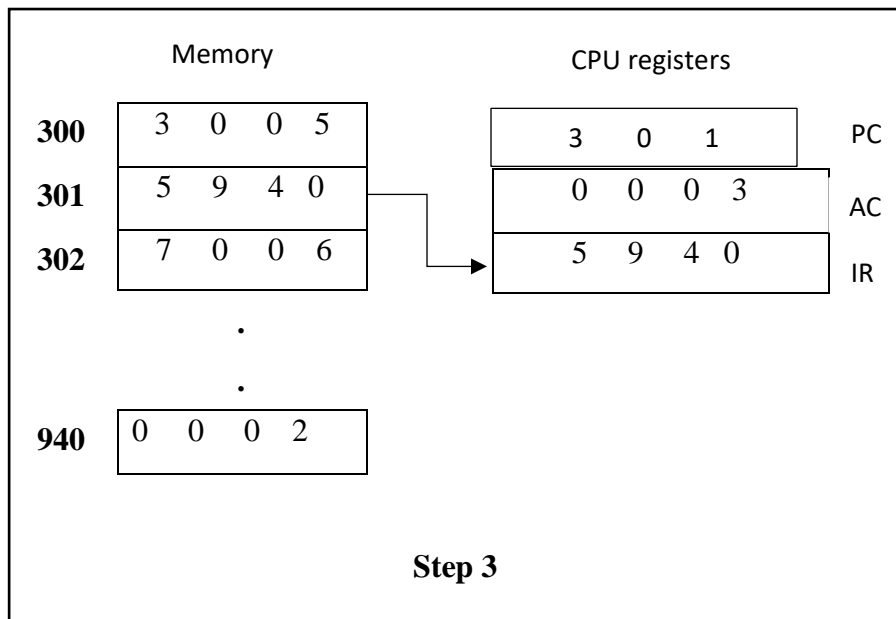 Memory
CPU registers
300
3 0 0 5
3 0 1
PC
301
5 9 4 0
0 0 0 3
AC
302
7 0 0 6
5 9 4 0
IR
.
.
940
0 0 0 2
Step 3